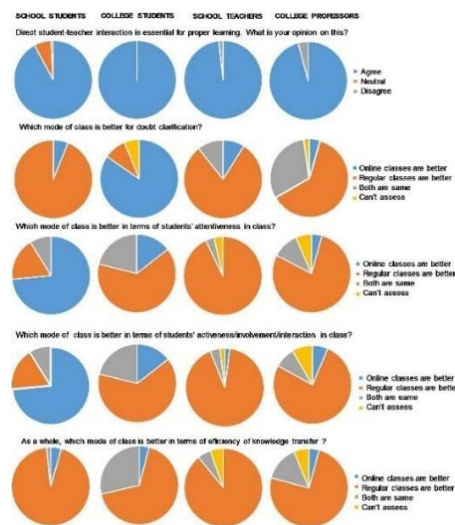 SCHOOL STUDENTS COLLEGE STUDENTS SCHOOL TEACHERS COLLEGE PROFESSORS
Direct student-teacher interaction is essential for proper learning. What is your opinion on this?
Agree
Neutral
Disagree
Which mode of class is better for doubt clarification?
Online classes are better
Regular classes are better
Both are same
Can't assess
Which mode of class is better in terms of students' attentiveness in class?
Online classes are better
Regular classes are bette
Both are same
Can't assess
Which mode of class is better in terms of students' activeness/involvement/interaction in class?
Online classes are better
Regular classes are bette
Both are same
Can't assess
As a whole, which mode of class is better in terms of efficiency of knowledge transfer ?
Online classes are better
Regular classes are bette
Both are same
Can't assess